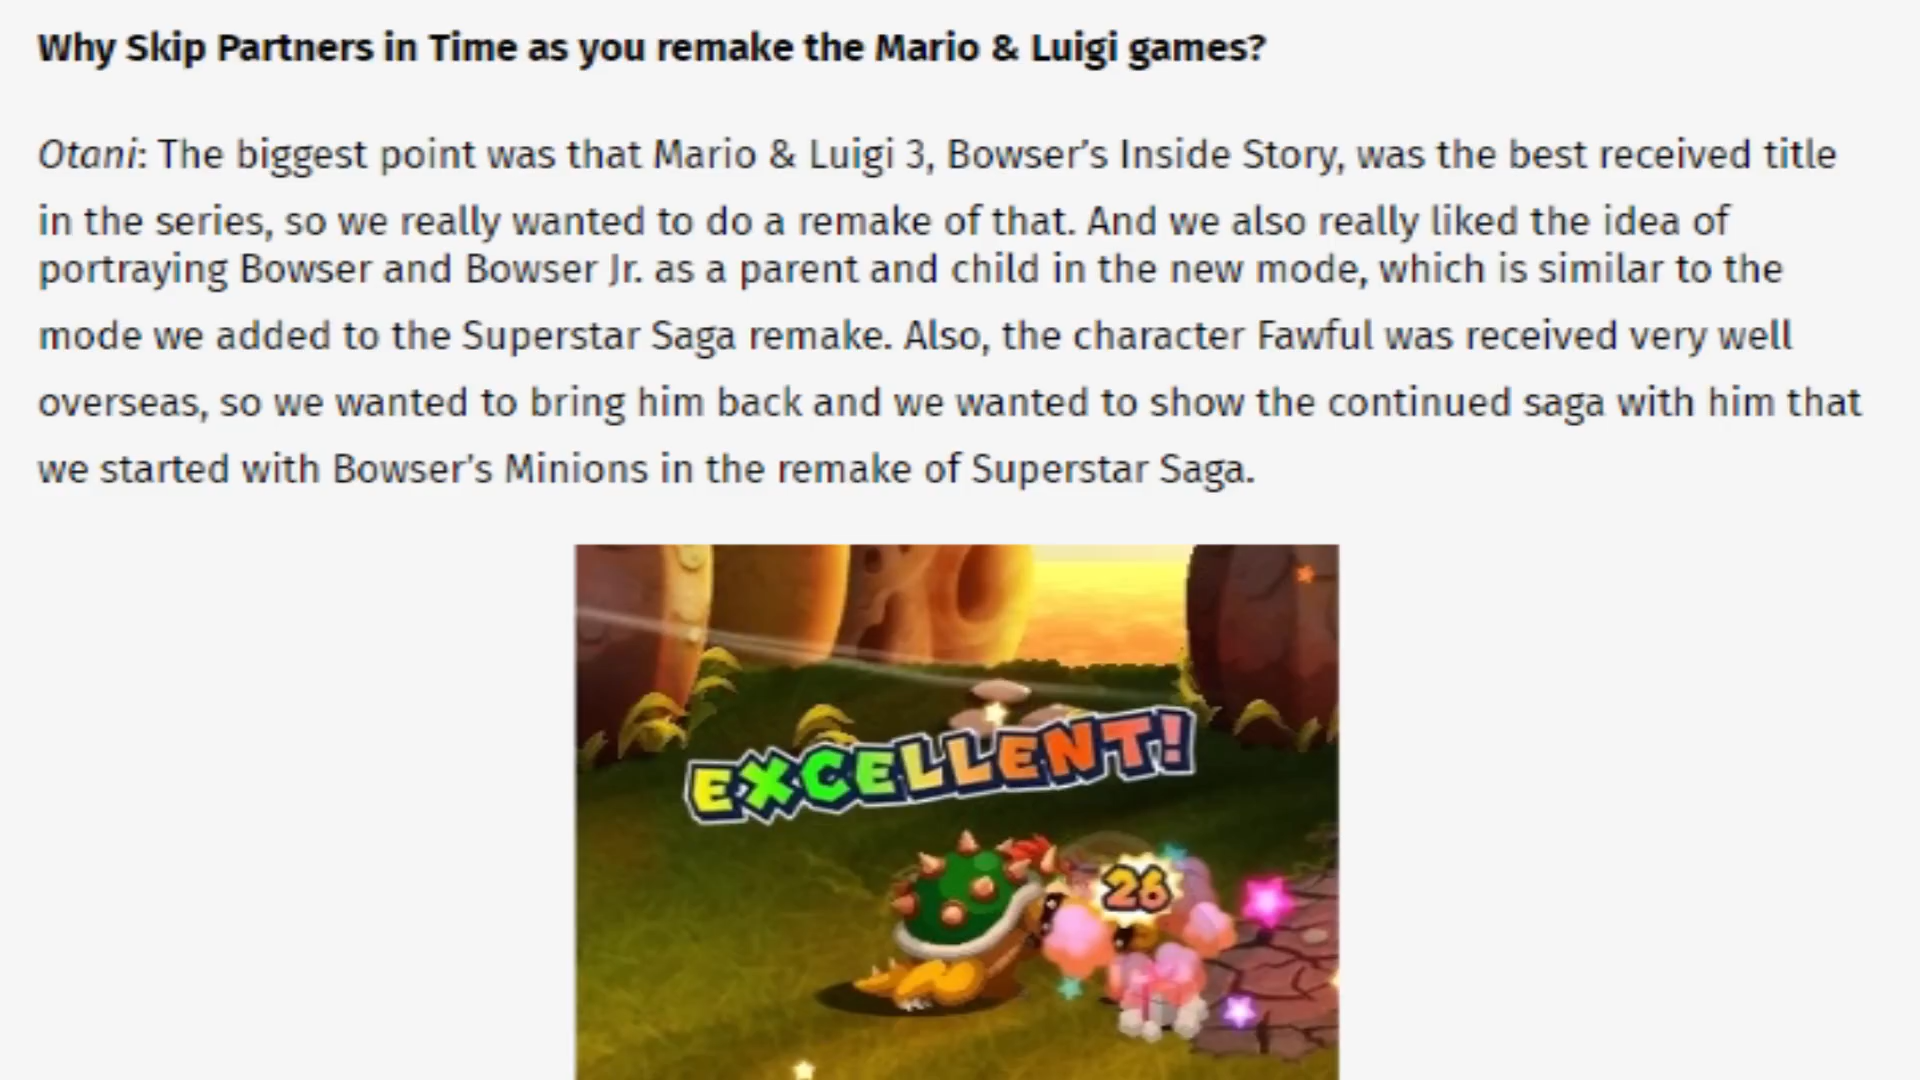 Why Skip Partners in Time as you remake the Mario & Luigi games?
Otani: The biggest point was that Mario & Luigi 3, Bowser's Inside Story, was the best received title
in the series, so we really wanted to do a remake of that. And we also really liked the idea of
portraying Bowser and Bowser Jr. as a parent and child in the new mode, which is similar to the
mode we added to the Superstar Saga remake. Also, the character Fawful was received very well
overseas, so we wanted to bring him back and we wanted to show the continued saga with him that
we started with Bowser's Minions in the remake of Superstar Saga.
EXCELLENT!
26